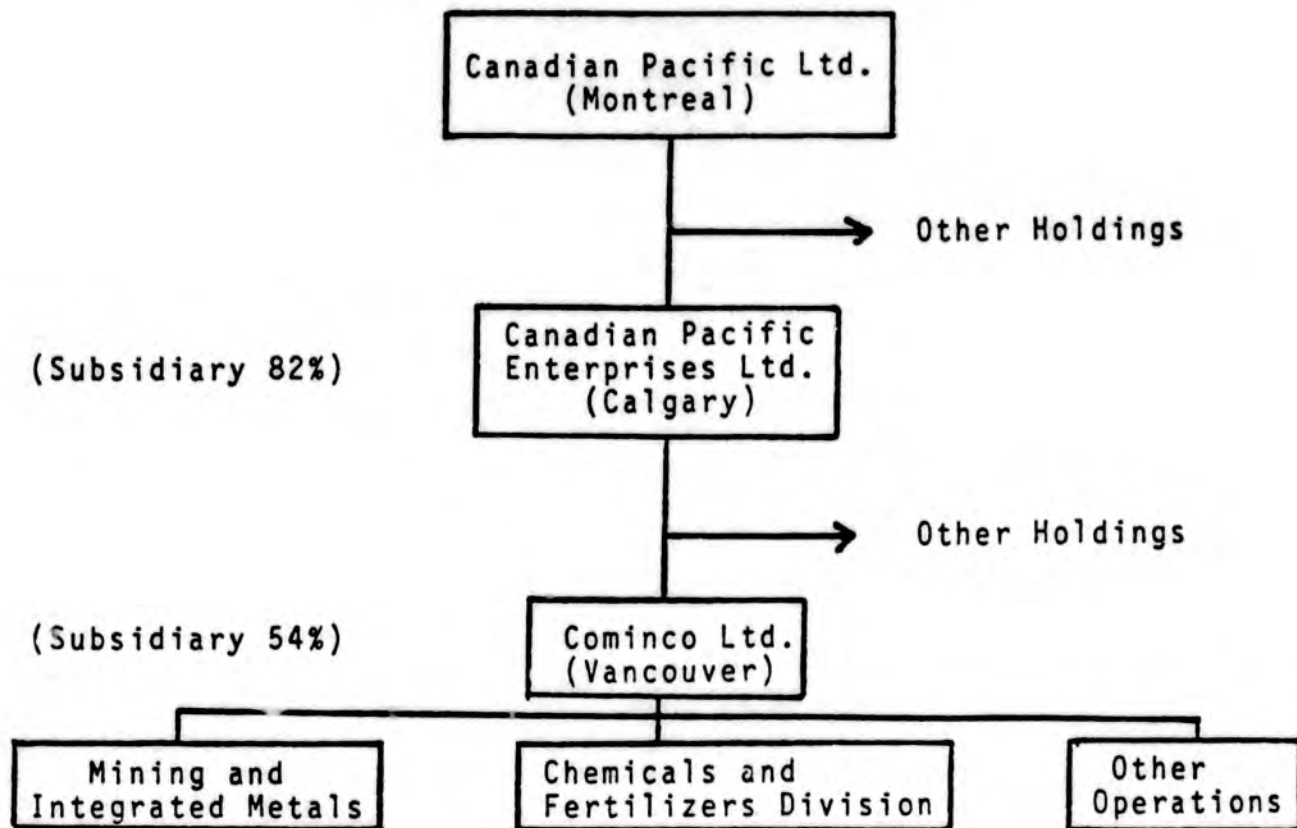 Canadian Pacific Ltd.
(Montreal)
Other Holdings
(Subsidiary 82%)
Canadian Pacific
Enterprises Ltd.
(Calgary)
Other Holdings
(Subsidiary 54%)
Cominco Ltd.
(Vancouver)
Mining and
Integrated Metals
Chemicals and
Fertilizers Division
Other
Operations